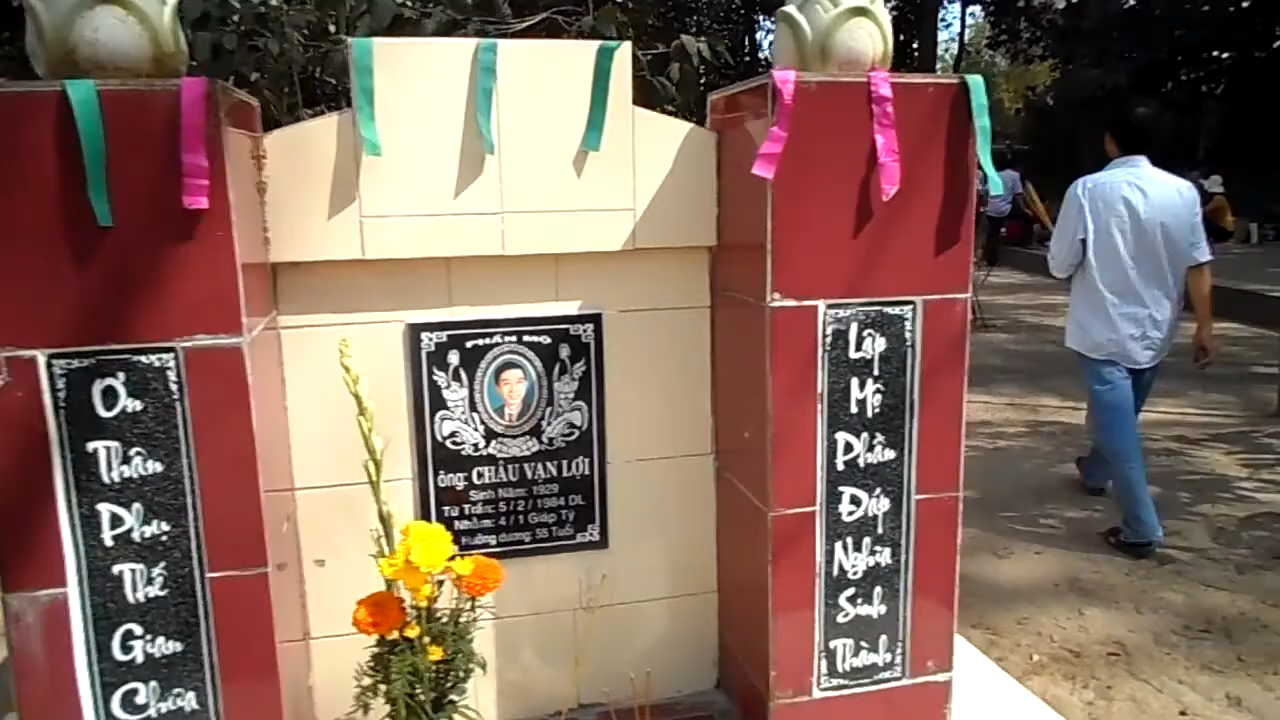 Ơn
Thân
Phụ
Thế
Gian
Chữa
PHẦN MỘ
ông: CHÂU VẠN LỢI
Sinh Năm: 1929
Từ Trần: 5 / 2 / 1984 DL
Nhằm: 4 / 1 Giáp Tý
Hưởng dương: 55 Tuổi
Lập
Mộ
Phần
Đáp
Nghĩa
Sinh
Thành